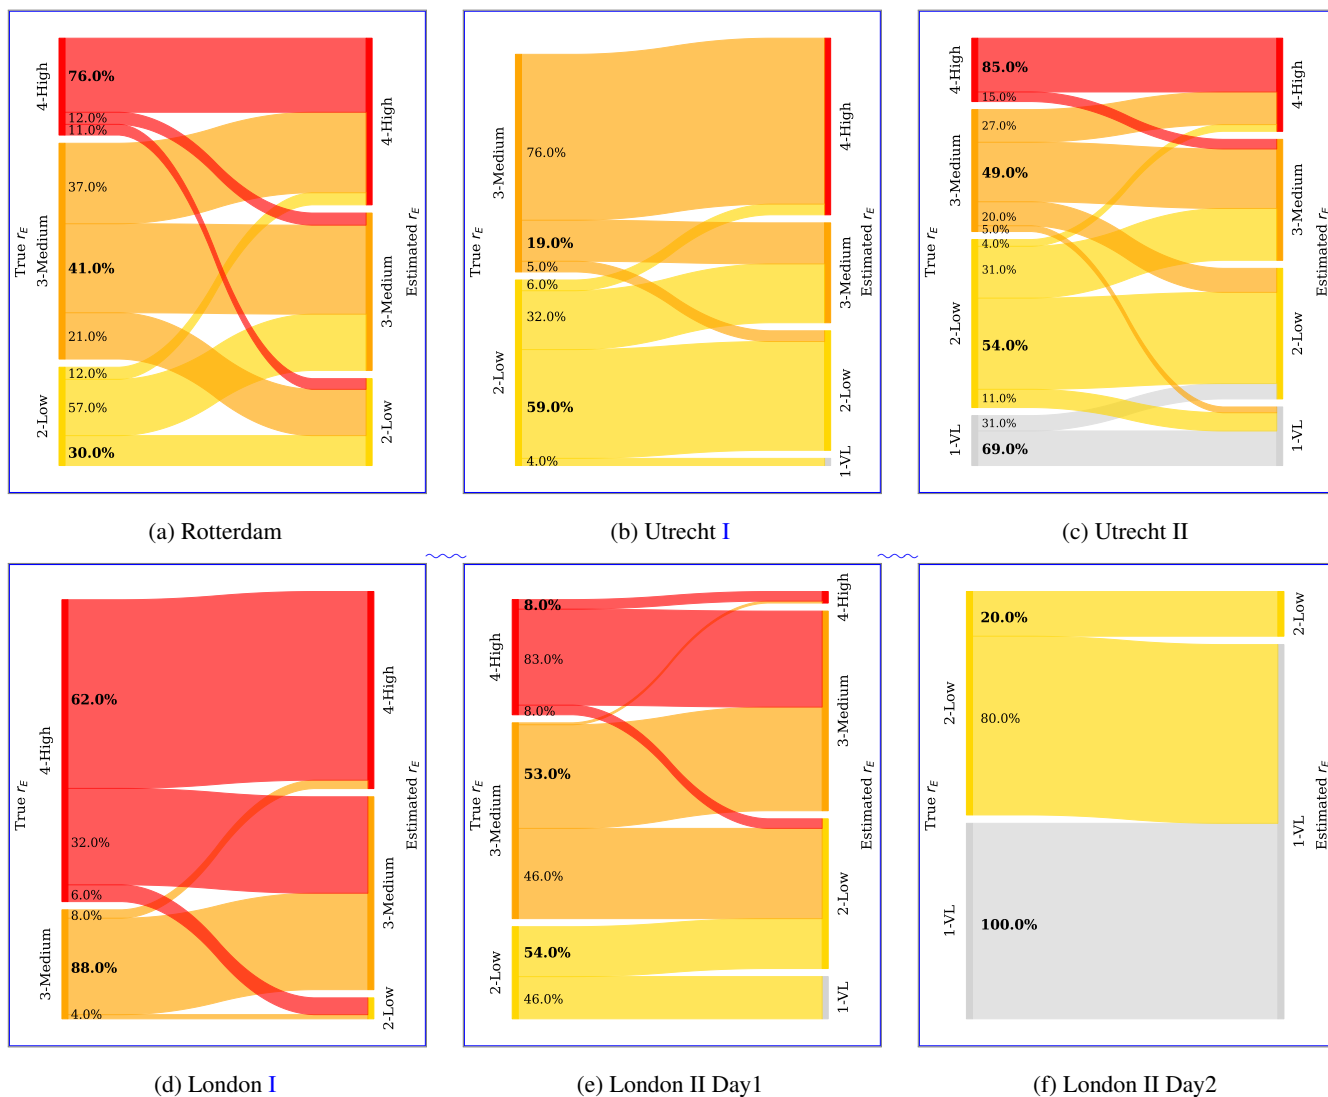 True r_E
4-High
3-Medium
2-Low
76.0%
12.0%
11.0%
37.0%
41.0%
21.0%
12.0%
57.0%
30.0%
4-High
3-Medium
2-Low
Estimated r_E
(a) Rotterdam
True r_E
3-Medium
2-Low
76.0%
19.0%
5.0%
6.0%
32.0%
59.0%
4.0%
4-High
3-Medium
2-Low
1-VL
Estimated r_E
(b) Utrecht I
True r_E
4-High
3-Medium
2-Low
1-VL
85.0%
15.0%
27.0%
49.0%
20.0%
5.0%
4.0%
31.0%
54.0%
11.0%
31.0%
69.0%
4-High
3-Medium
2-Low
1-VL
Estimated r_E
(c) Utrecht II
True r_E
4-High
3-Medium
62.0%
32.0%
6.0%
8.0%
88.0%
4.0%
4-High
3-Medium
2-Low
Estimated r_E
(d) London I
True r_E
4-High
3-Medium
2-Low
8.0%
83.0%
8.0%
53.0%
46.0%
54.0%
46.0%
4-High
3-Medium
2-Low
1-VL
Estimated r_E
(e) London II Day1
True r_E
2-Low
1-VL
20.0%
80.0%
100.0%
2-Low
1-VL
Estimated r_E
(f) London II Day2